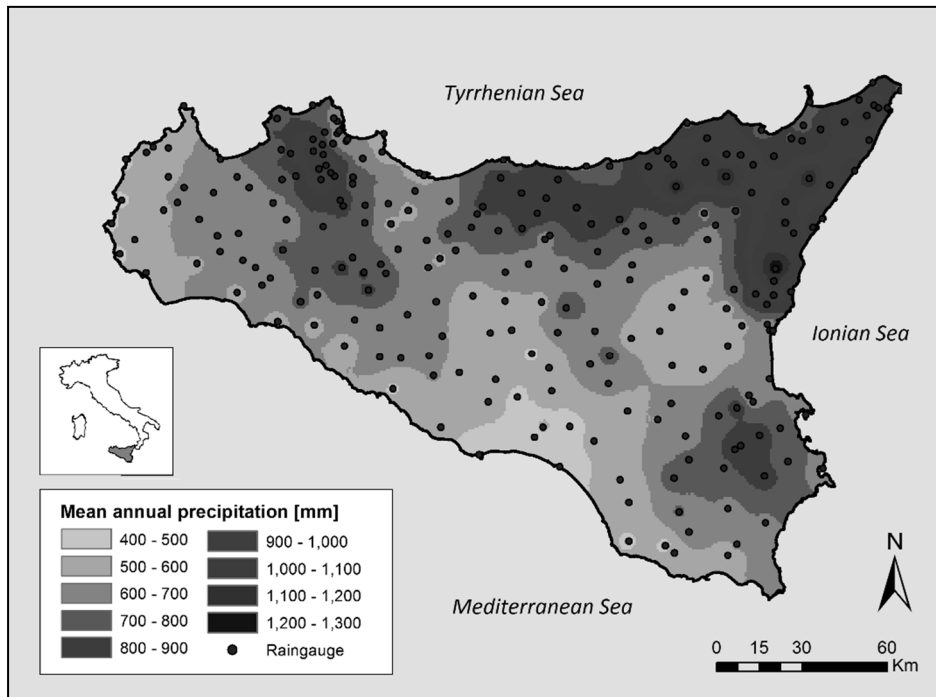 Tyrrhenian Sea
Ionian Sea
Mediterranean Sea
Mean annual precipitation [mm]
400 - 500
500 - 600
600 - 700
700 - 800
800 - 900
900 - 1,000
1,000 - 1,100
1,100 - 1,200
1,200 - 1,300
Raingauge
N
0 15 30 60
Km